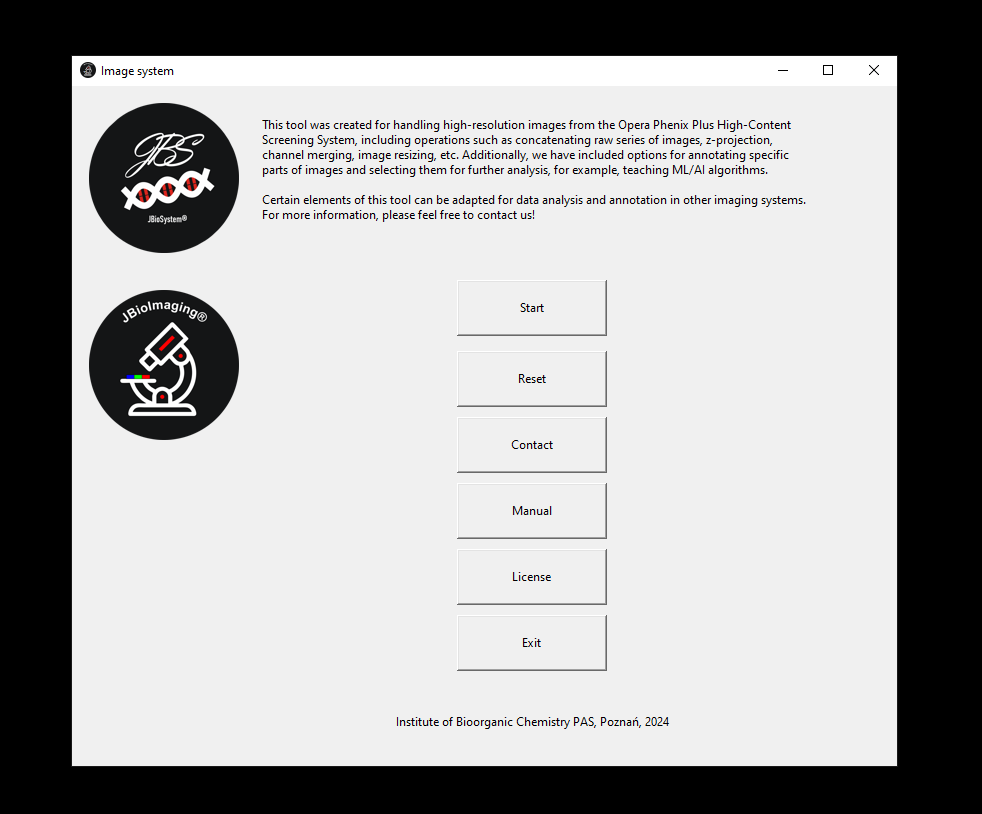 Image system
JBS
JBioSystem®
This tool was created for handling high-resolution images from the Opera Phenix Plus High-Content
Screening System, including operations such as concatenating raw series of images, z-projection,
channel merging, image resizing, etc. Additionally, we have included options for annotating specific
parts of images and selecting them for further analysis, for example, teaching ML/AI algorithms.
Certain elements of this tool can be adapted for data analysis and annotation in other imaging systems.
For more information, please feel free to contact us!
JBioImaging®
Start
Reset
Contact
Manual
License
Exit
Institute of Bioorganic Chemistry PAS, Poznań, 2024